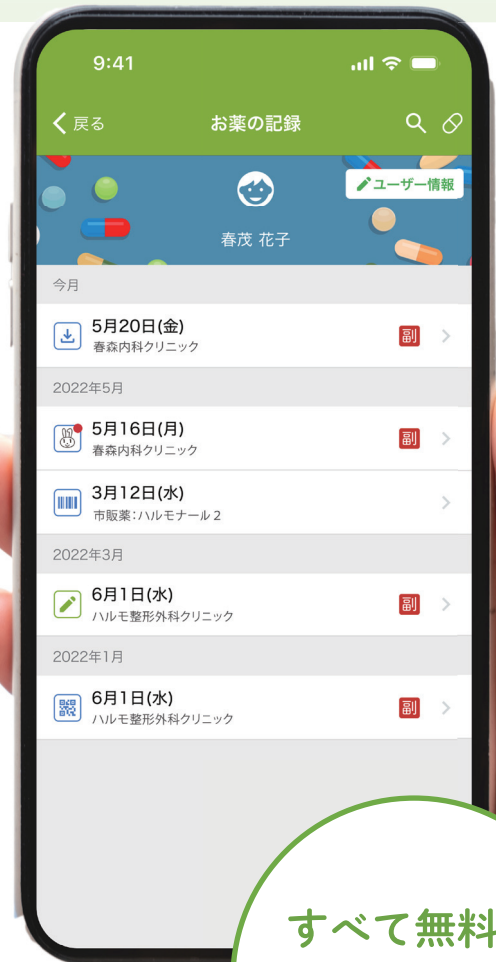 9:41
戻る
お薬の記録
ユーザー情報
春茂 花子
今月
5月20日(金)
春森内科クリニック
副
2022年5月
5月16日(月)
春森内科クリニック
副
3月12日(水)
市販薬:ハルモナール2
2022年3月
6月1日(水)
ハルモ整形外科クリニック
副
2022年1月
6月1日(水)
ハルモ整形外科クリニック
副
すべて無料